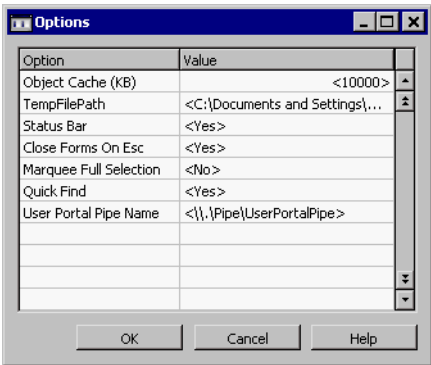 Options
Option Value
Object Cache (KB) <10000>
TempFilePath <C:\Documents and Settings\...
Status Bar <Yes>
Close Forms On Esc <Yes>
Marquee Full Selection <No>
Quick Find <Yes>
User Portal Pipe Name <\\.\Pipe\UserPortalPipe>
OK Cancel Help